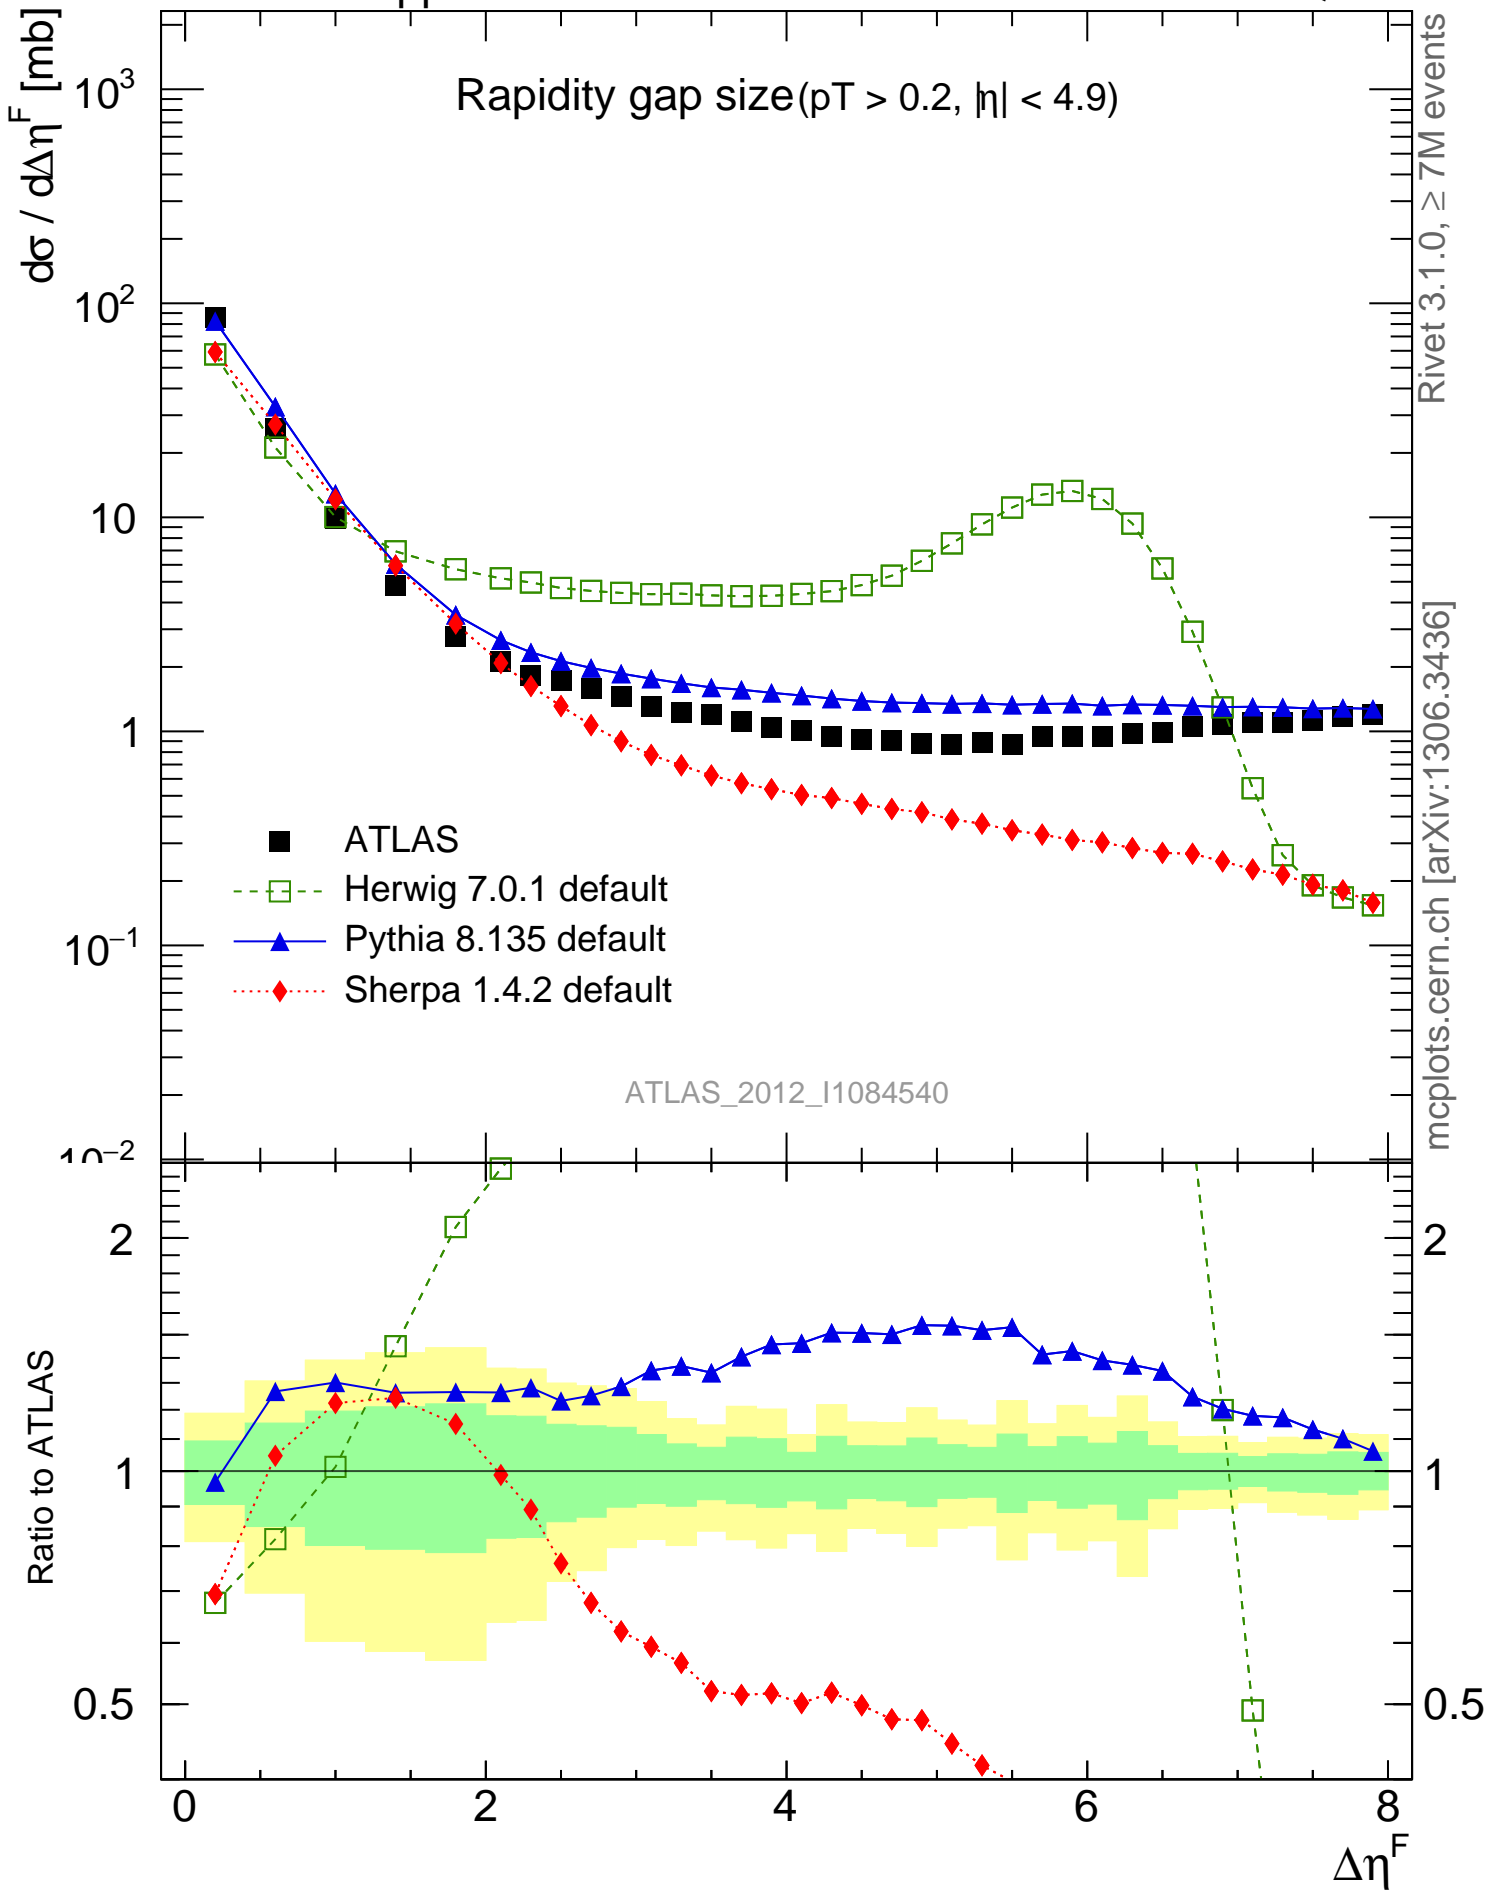 pp
dσ / dΔη^F [mb]
Rapidity gap size (pT > 0.2, |η| < 4.9)
10^3
10^2
10
1
10^−1
10^−2
ATLAS
Herwig 7.0.1 default
Pythia 8.135 default
Sherpa 1.4.2 default
ATLAS_2012_I1084540
Rivet 3.1.0, ≥ 7M events
mcplots.cern.ch [arXiv:1306.3436]
Ratio to ATLAS
2
1
0.5
2
1
0.5
0 2 4 6 8
Δη^F